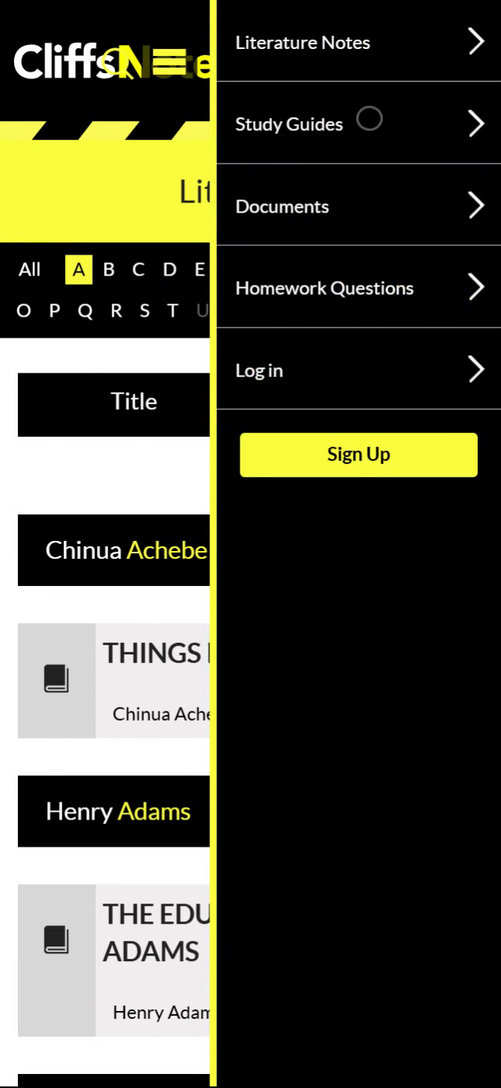 Cliffs
Literature Notes
Study Guides
Documents
Homework Questions
Log in
Sign Up
Lit
All A B C D E
O P Q R S T U
Title
Chinua Achebe
THINGS
Chinua Ache
Henry Adams
THE EDU
ADAMS
Henry Adam